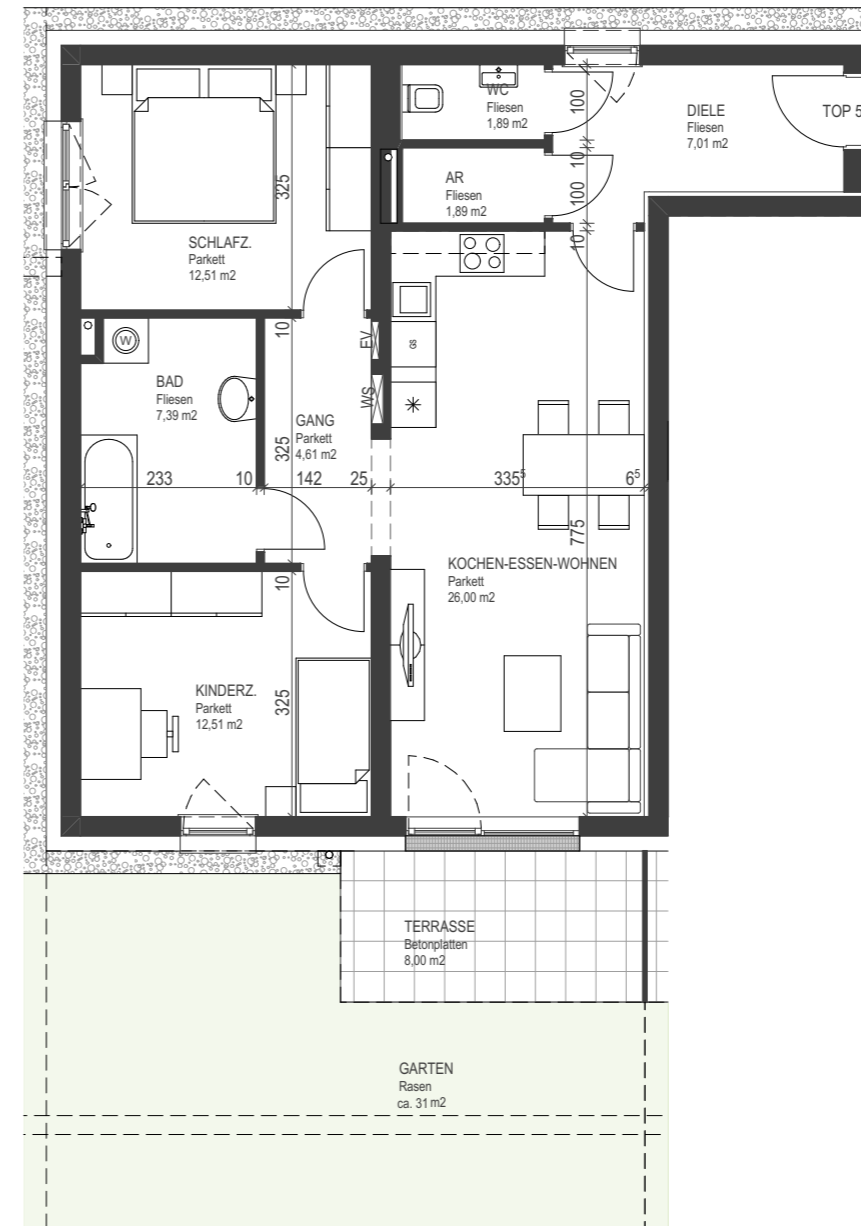 WC
Fliesen
1,89 m2
100
DIELE
Fliesen
7,01 m2
TOP 5
10
AR
Fliesen
1,89 m2
100
10
325
SCHLAFZ.
Parkett
12,51 m2
10
EV
W
GS
BAD
Fliesen
7,39 m2
WS
GANG
Parkett
4,61 m2
325
233
10
142
25
335⁵
6⁵
775
KOCHEN-ESSEN-WOHNEN
Parkett
26,00 m2
10
KINDERZ.
Parkett
12,51 m2
325
TERRASSE
Betonplatten
8,00 m2
GARTEN
Rasen
ca. 31 m2